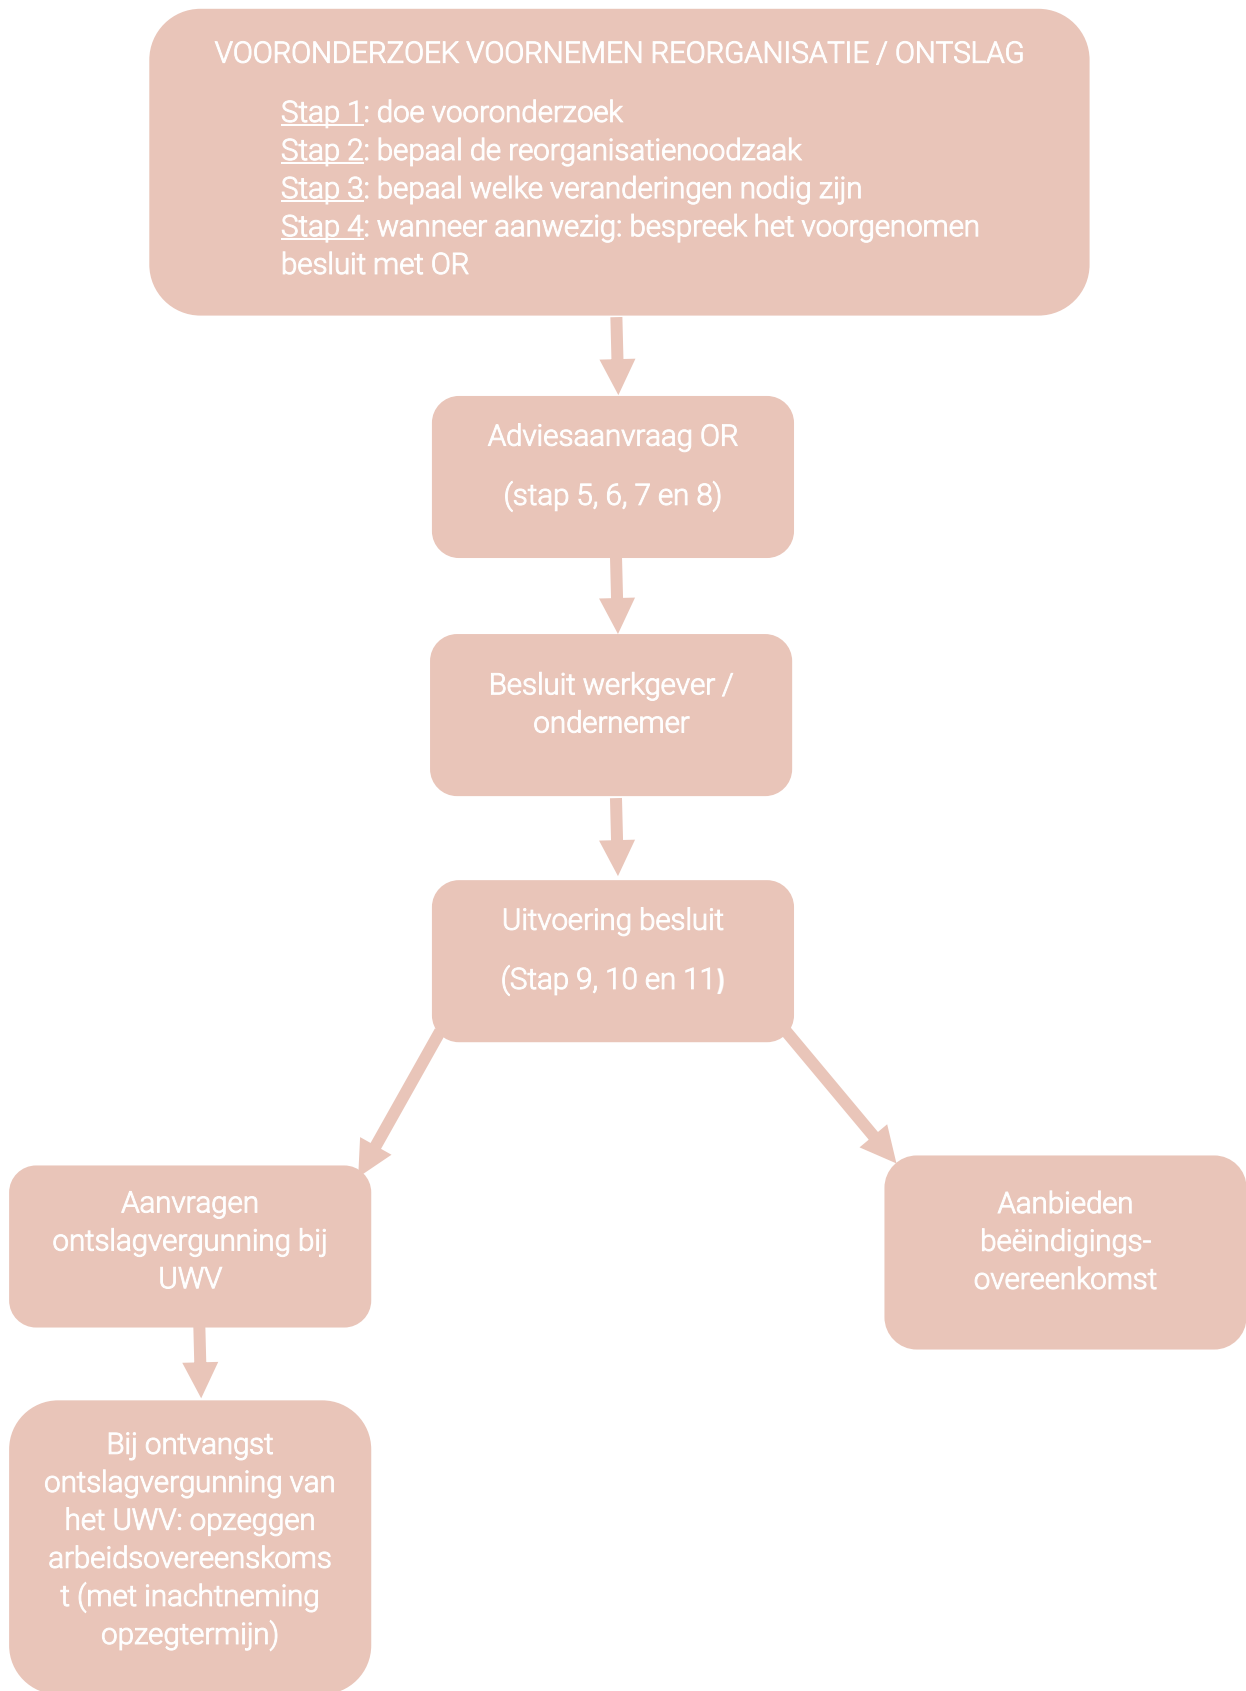 VOORONDERZOEK VOORNEMEN REORGANISATIE / ONTSLAG
Stap 1: doe vooronderzoek
Stap 2: bepaal de reorganisatienoodzaak
Stap 3: bepaal welke veranderingen nodig zijn
Stap 4: wanneer aanwezig: bespreek het voorgenomen
besluit met OR
Adviesaanvraag OR
(stap 5, 6, 7 en 8)
Besluit werkgever /
ondernemer
Uitvoering besluit
(Stap 9, 10 en 11)
Aanvragen
ontslagvergunning bij
UWV
Aanbieden
beëindigings-
overeenkomst
Bij ontvangst
ontslagvergunning van
het UWV: opzeggen
arbeidsovereenskoms
t (met inachtneming
opzegtermijn)